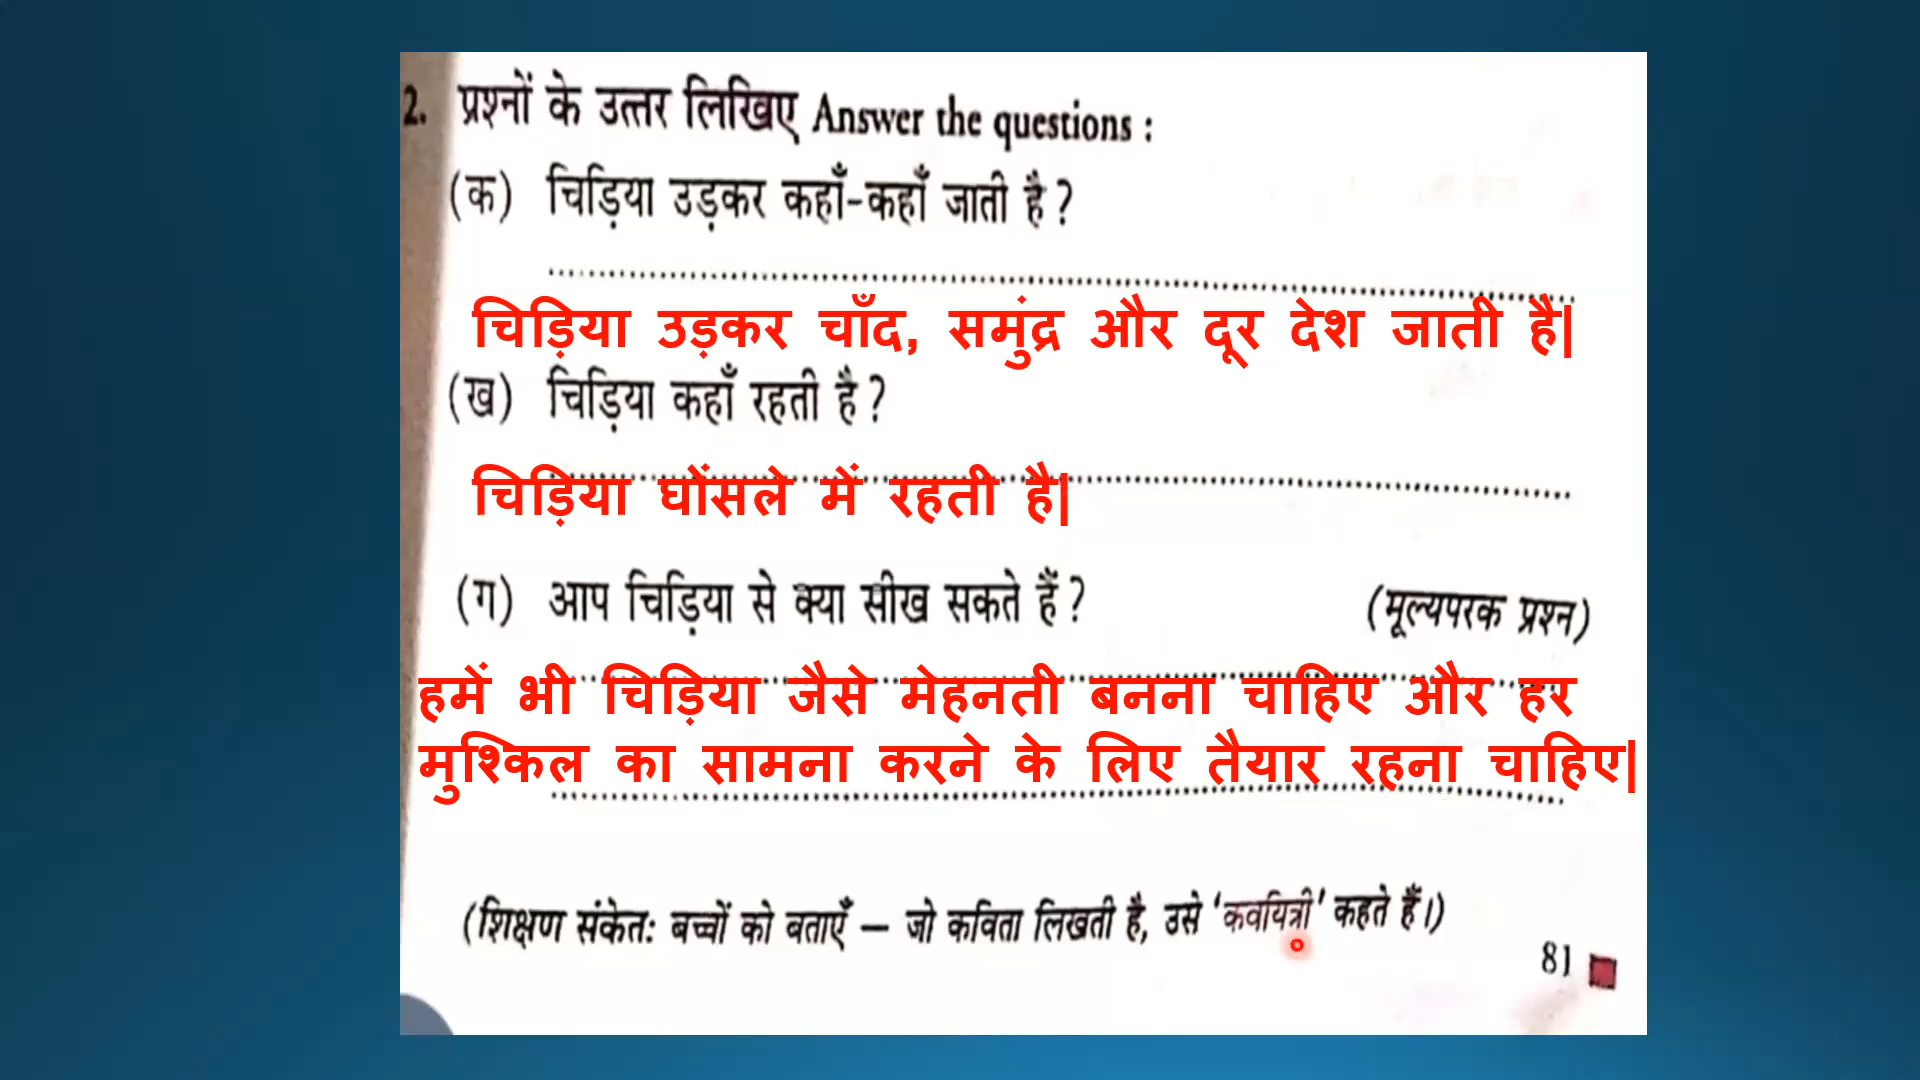 2. प्रश्नों के उत्तर लिखिए Answer the questions :
(क) चिड़िया उड़कर कहाँ-कहाँ जाती है ?
चिड़िया उड़कर चाँद, समुंद्र और दूर देश जाती है|
(ख) चिड़िया कहाँ रहती है ?
चिड़िया घोंसले में रहती है|
(ग) आप चिड़िया से क्या सीख सकते हैं ? (मूल्यपरक प्रश्न)
हमें भी चिड़िया जैसे मेहनती बनना चाहिए और हर
मुश्किल का सामना करने के लिए तैयार रहना चाहिए|
(शिक्षण संकेतः बच्चों को बताएँ — जो कविता लिखती है, उसे ‘कवयित्री’ कहते हैं।)
81